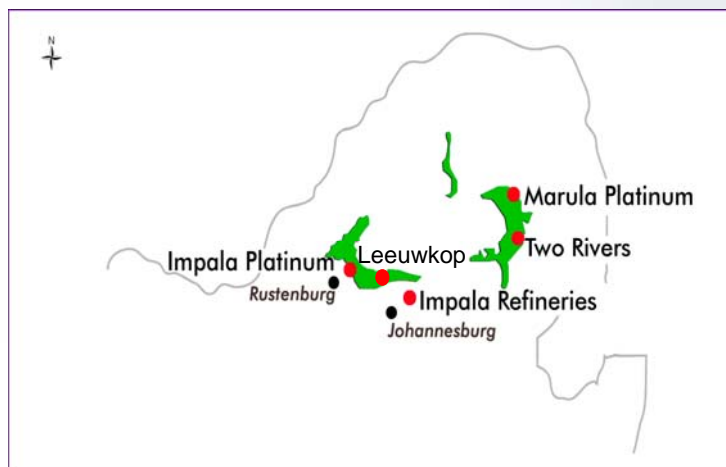 N
Marula Platinum
Two Rivers
Impala Platinum Leeuwkop
Rustenburg
Impala Refineries
Johannesburg